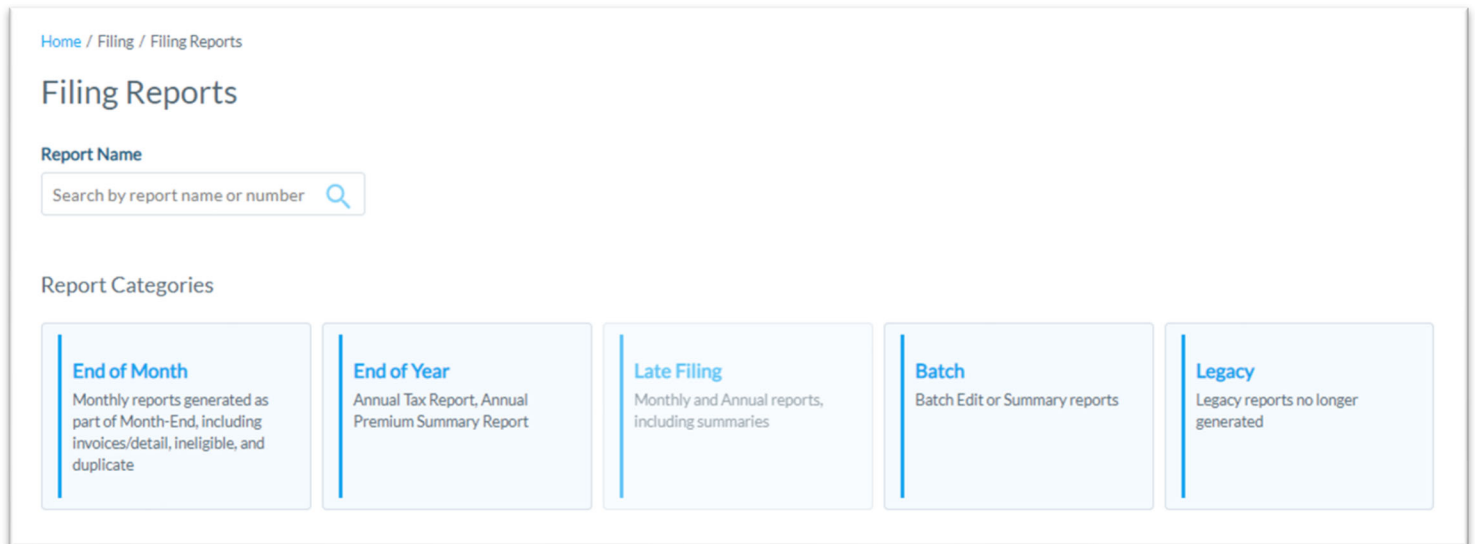 Home / Filing / Filing Reports
Filing Reports
Report Name
Search by report name or number
Report Categories
End of Month
Monthly reports generated as
part of Month-End, including
invoices/detail, ineligible, and
duplicate
End of Year
Annual Tax Report, Annual
Premium Summary Report
Late Filing
Monthly and Annual reports,
including summaries
Batch
Batch Edit or Summary reports
Legacy
Legacy reports no longer
generated